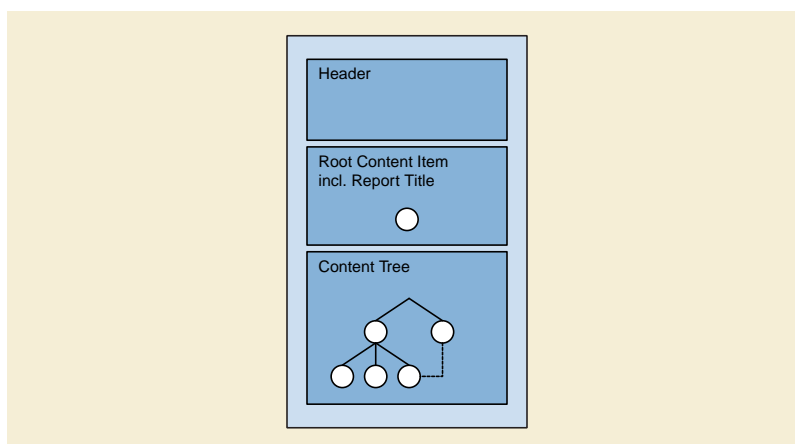 Header
Root Content Item
incl. Report Title
Content Tree